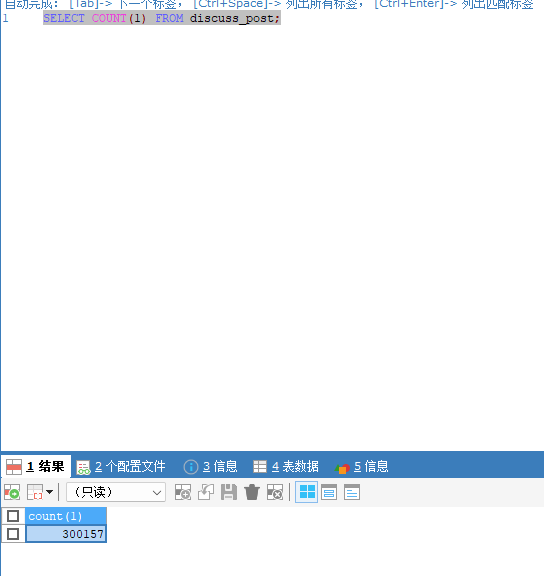 自动完成: [Tab]-> 下一个标签, [Ctrl+Space]-> 列出所有标签, [Ctrl+Enter]-> 列出匹配标签
1 SELECT COUNT(1) FROM discuss_post;
1 结果 2 个配置文件 3 信息 4 表数据 5 信息
(只读)
count(1)
300157